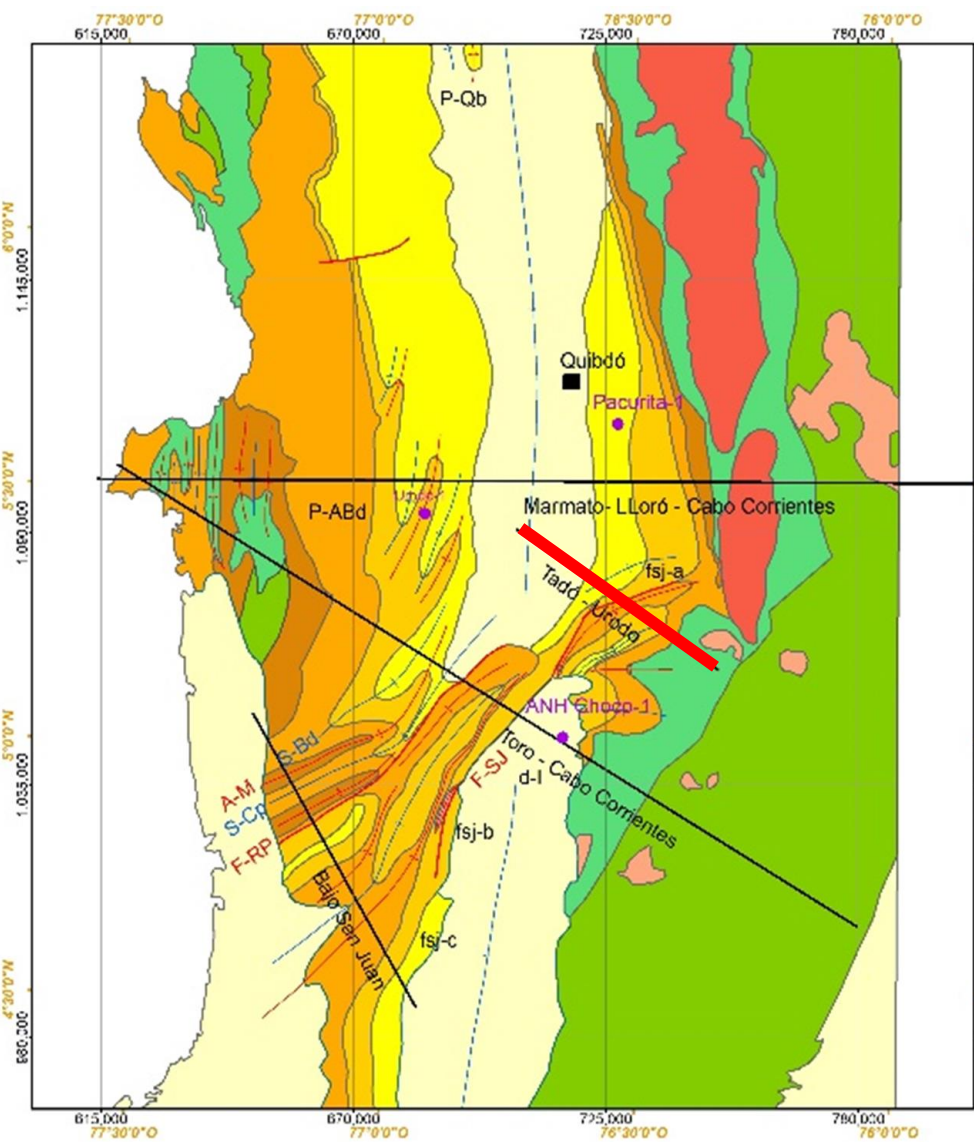 77°30'0"O 77°0'0"O 76°30'0"O 76°0'0"O
615,000 670,000 725,000 780,000
P-Qb
6°0'0"N
1.145,000
Quibdó
Pacurita-1
5°30'0"N
P-ABd
Marmato- LLoró - Cabo Corrientes
1.090,000
fsj-a
Tadó - Urodó
ANH Choco-1
5°0'0"N
S-Bd
Toro - Cabo Corrientes
d-I
F-SJ
1.035,000
A-M
S-Cp
F-RP
fsj-b
Bajo San Juan
fsj-c
4°30'0"N
980,000
615,000 670,000 725,000 780,000
77°30'0"O 77°0'0"O 76°30'0"O 76°0'0"O